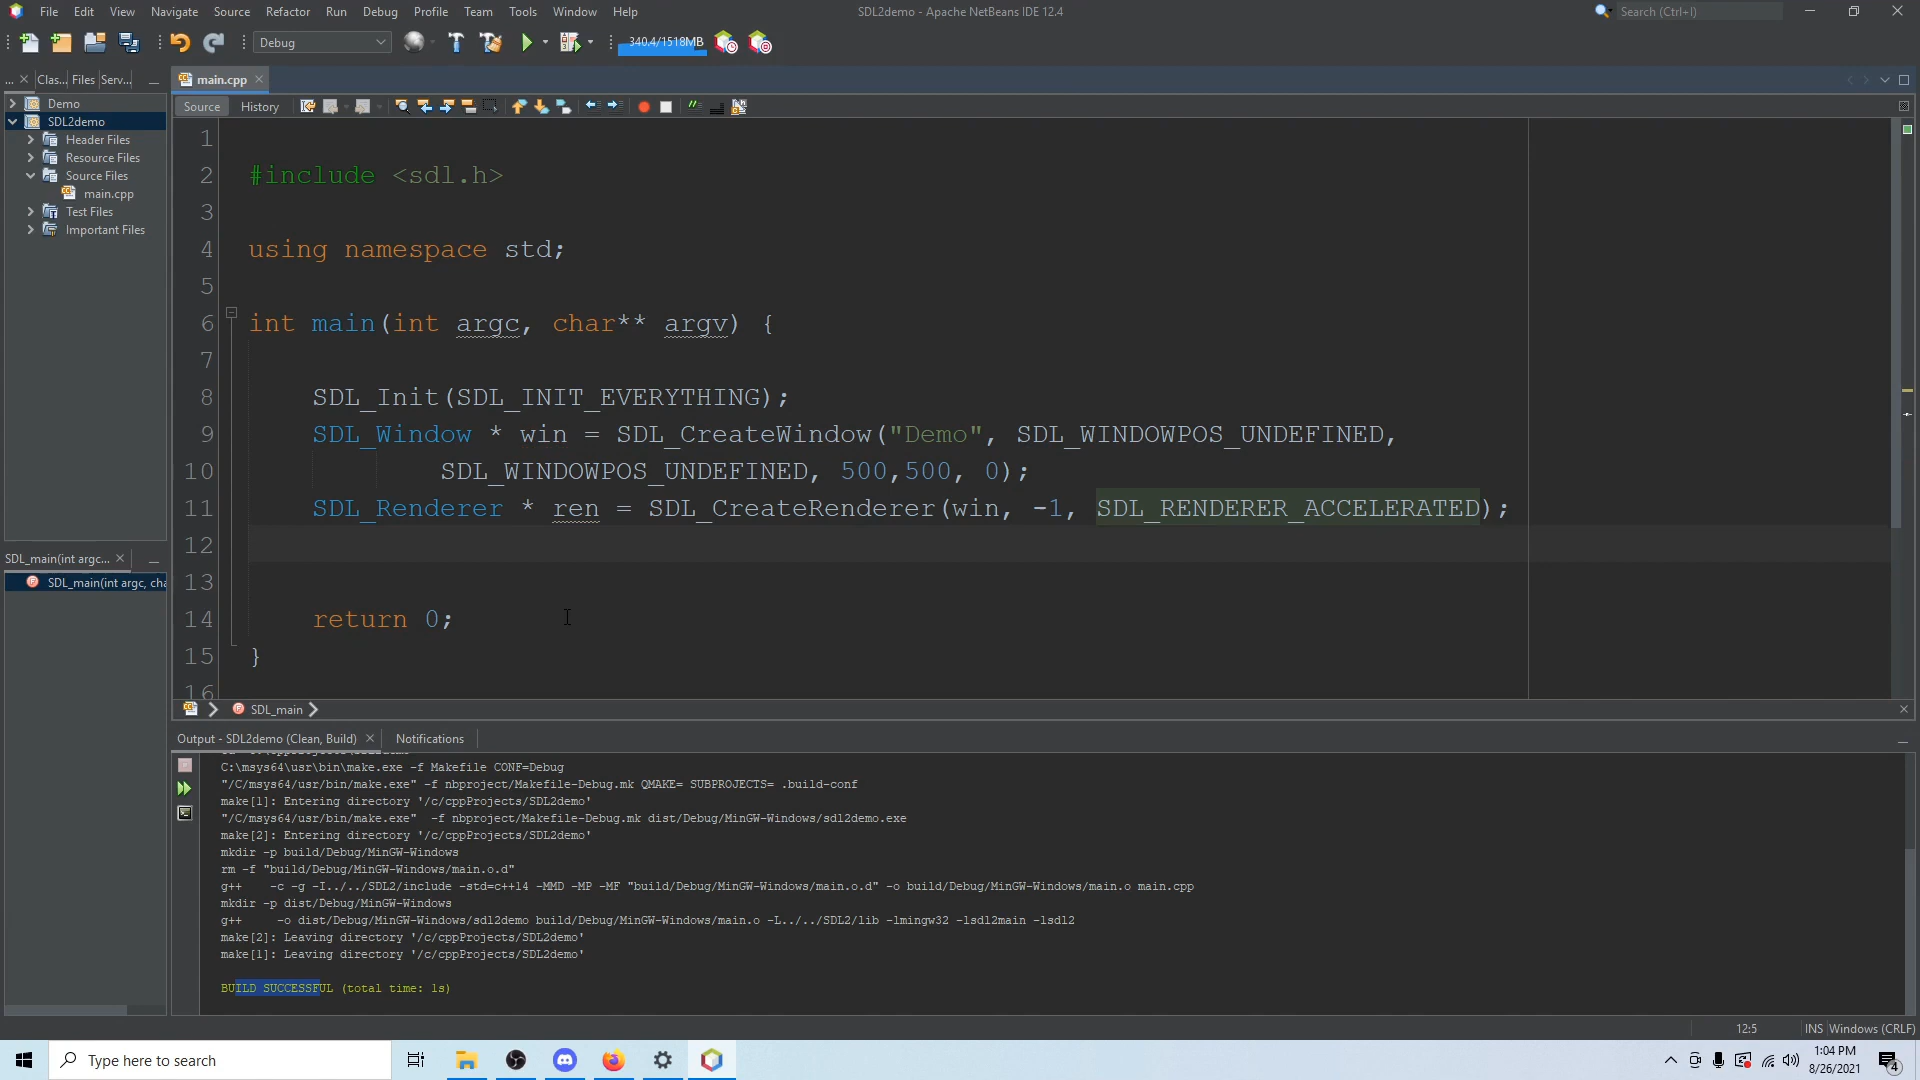 File Edit View Navigate Source Refactor Run Debug Profile Team Tools Window Help
SDL2demo - Apache NetBeans IDE 12.4
Search (Ctrl+I)
Debug
340.4/1518MB
... Clas... Files Serv...
main.cpp
Demo
SDL2demo
Header Files
Resource Files
Source Files
main.cpp
Test Files
Important Files
Source History
1
2 #include <sdl.h>
3
4 using namespace std;
5
6 int main(int argc, char** argv) {
7
8 SDL_Init(SDL_INIT_EVERYTHING);
9 SDL_Window * win = SDL_CreateWindow("Demo", SDL_WINDOWPOS_UNDEFINED,
10 SDL_WINDOWPOS_UNDEFINED, 500,500, 0);
11 SDL_Renderer * ren = SDL_CreateRenderer(win, -1, SDL_RENDERER_ACCELERATED);
12
13
14 return 0;
15 }
16
SDL_main(int argc...
SDL_main(int argc, cha
SDL_main
Output - SDL2demo (Clean, Build) Notifications
C:\msys64\usr\bin\make.exe -f Makefile CONF=Debug
"/C/msys64/usr/bin/make.exe" -f nbproject/Makefile-Debug.mk QMAKE= SUBPROJECTS= .build-conf
make[1]: Entering directory '/c/cppProjects/SDL2demo'
"/C/msys64/usr/bin/make.exe"  -f nbproject/Makefile-Debug.mk dist/Debug/MinGW-Windows/sdl2demo.exe
make[2]: Entering directory '/c/cppProjects/SDL2demo'
mkdir -p build/Debug/MinGW-Windows
rm -f "build/Debug/MinGW-Windows/main.o.d"
g++    -c -g -I../../SDL2/include -std=c++14 -MMD -MP -MF "build/Debug/MinGW-Windows/main.o.d" -o build/Debug/MinGW-Windows/main.o main.cpp
mkdir -p dist/Debug/MinGW-Windows
g++     -o dist/Debug/MinGW-Windows/sdl2demo build/Debug/MinGW-Windows/main.o -L../../SDL2/lib -lmingw32 -lsdl2main -lsdl2
make[2]: Leaving directory '/c/cppProjects/SDL2demo'
make[1]: Leaving directory '/c/cppProjects/SDL2demo'
BUILD SUCCESSFUL (total time: 1s)
12:5 INS Windows (CRLF)
Type here to search
1:04 PM
8/26/2021
4